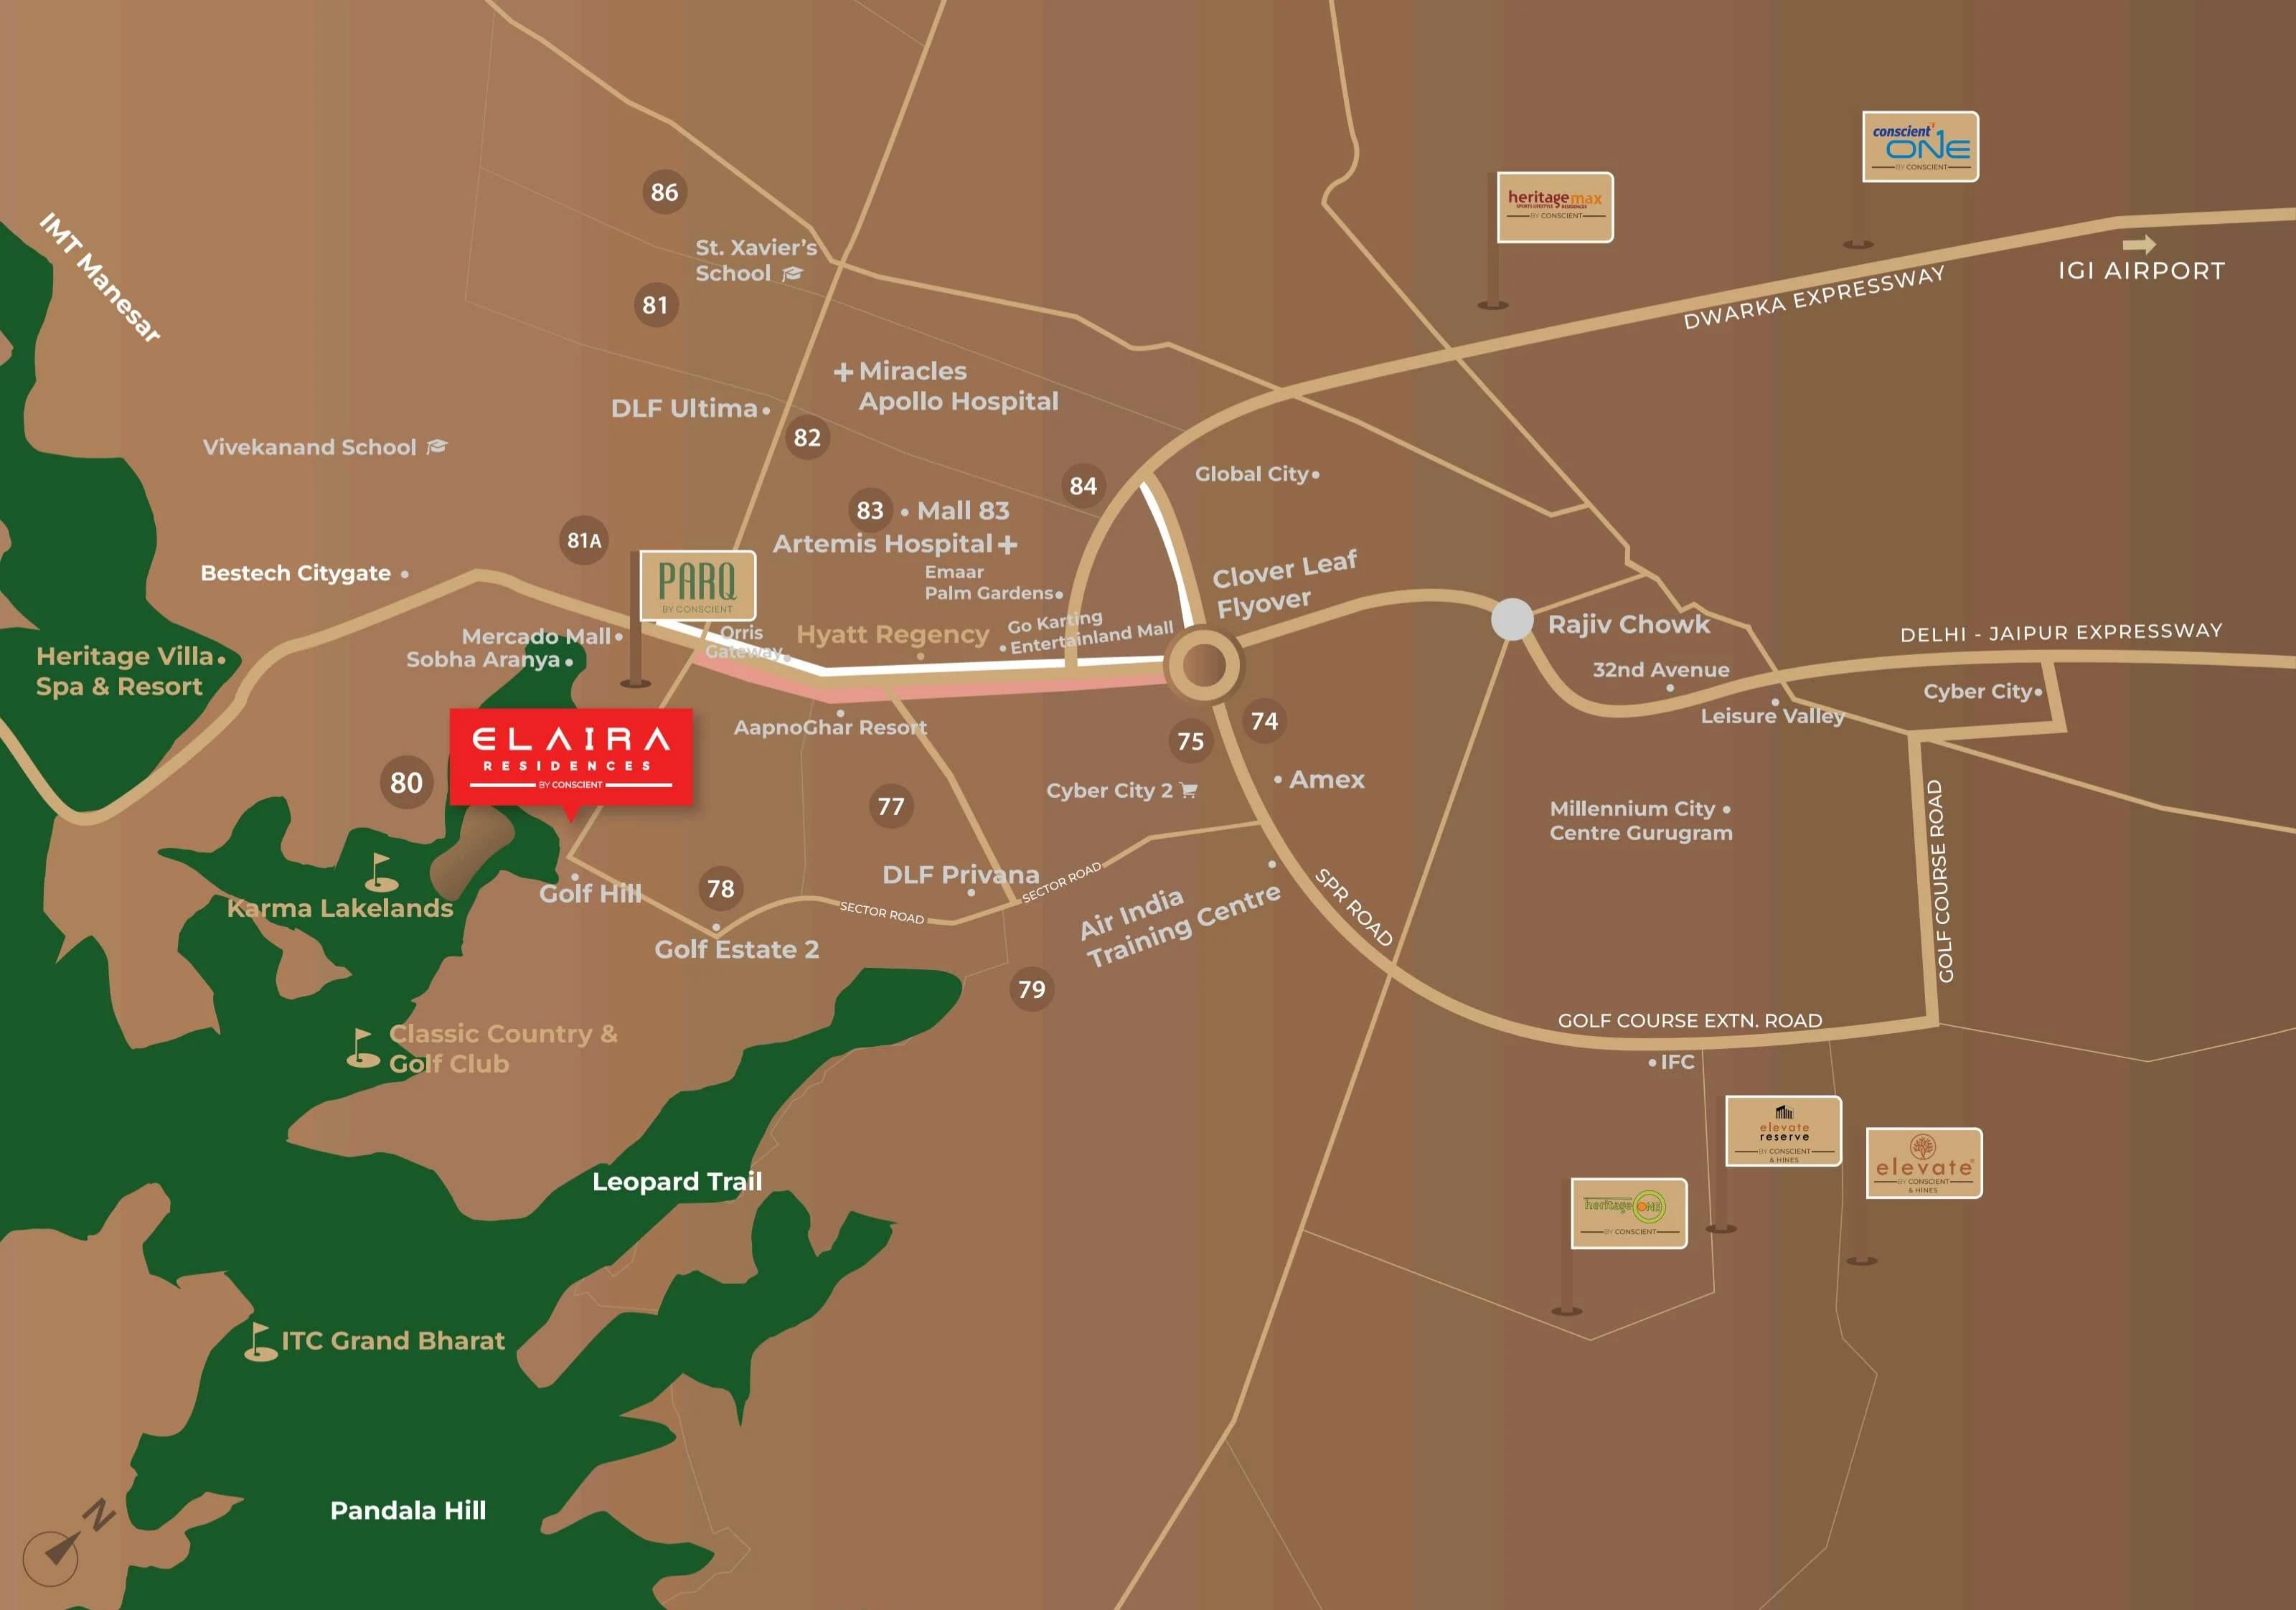 conscient
ONE
BY CONSCIENT
heritage max
SPORTS LIFESTYLE RESIDENCES
BY CONSCIENT
IGI AIRPORT
DWARKA EXPRESSWAY
IMT Manesar
86
St. Xavier's
School
81
Miracles
Apollo Hospital
DLF Ultima
82
Vivekanand School
Global City
84
83
Mall 83
81A
Artemis Hospital
Bestech Citygate
PARQ
BY CONSCIENT
Emaar
Palm Gardens
Clover Leaf
Flyover
Mercado Mall
Sobha Aranya
Orris
Gateway
Hyatt Regency
Go Karting
Entertainland Mall
Rajiv Chowk
DELHI - JAIPUR EXPRESSWAY
Heritage Villa
Spa & Resort
32nd Avenue
Cyber City
Leisure Valley
AapnoGhar Resort
74
75
ELAIRA
RESIDENCES
BY CONSCIENT
80
77
Cyber City 2
Amex
Millennium City
Centre Gurugram
GOLF COURSE ROAD
Karma Lakelands
Golf Hill
78
DLF Privana
SECTOR ROAD
SECTOR ROAD
Golf Estate 2
Air India
Training Centre
SPR ROAD
79
GOLF COURSE EXTN. ROAD
IFC
Classic Country &
Golf Club
Leopard Trail
elevate
reserve
BY CONSCIENT
& HINES
elevate
BY CONSCIENT
& HINES
heritage ONE
BY CONSCIENT
ITC Grand Bharat
Pandala Hill
N